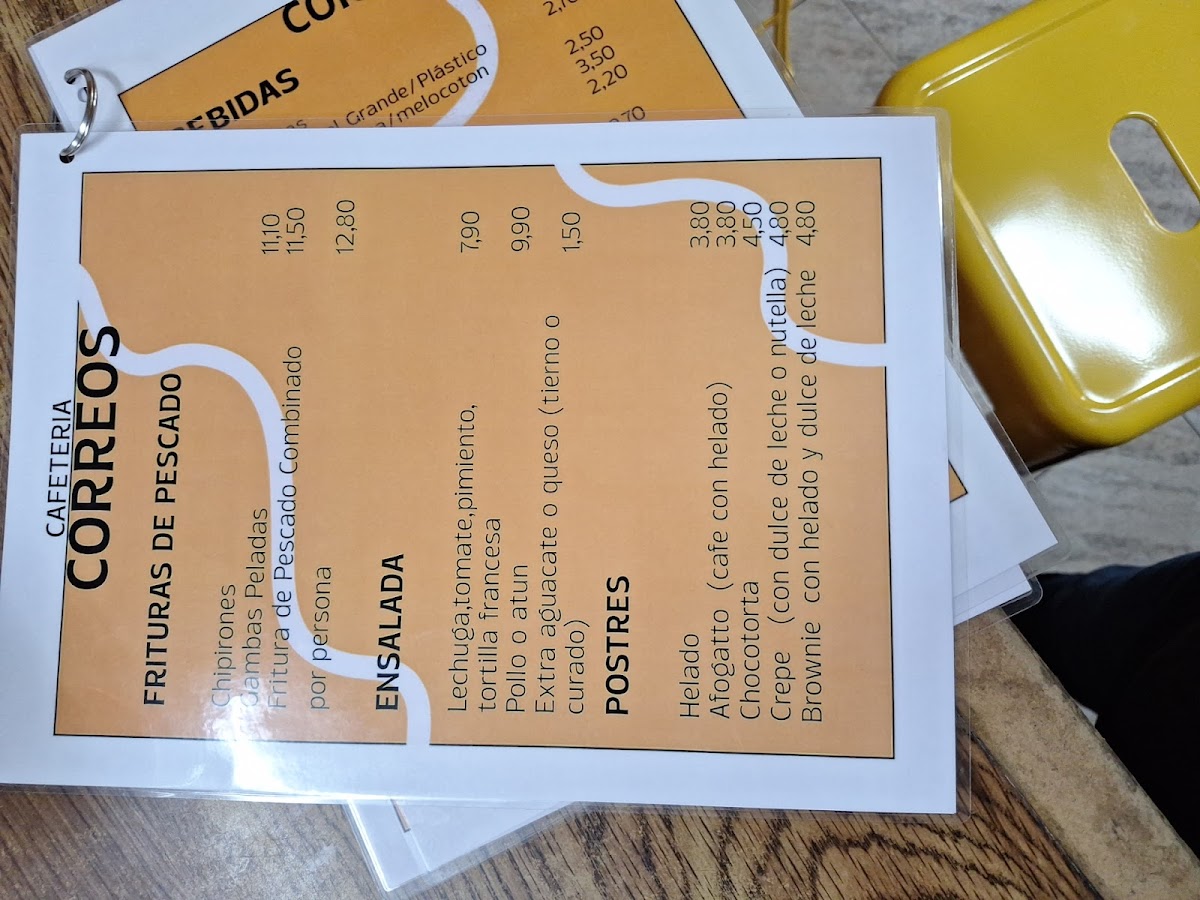 CAFETERIA
CORREOS
FRITURAS DE PESCADO
Chipirones 11,10
Gambas Peladas 11,50
Fritura de Pescado Combinado
por persona 12,80
ENSALADA
Lechuga,tomate,pimiento, 7,90
tortilla francesa
Pollo o atun 9,90
Extra aguacate o queso (tierno o
curado) 1,50
POSTRES
Helado 3,80
Afogatto (cafe con helado) 3,80
Chocotorta 4,50
Crepe (con dulce de leche o nutella) 4,80
Brownie con helado y dulce de leche 4,80
BEBIDAS
2,50
Grande/Plástico 3,50
/melocoton 2,20